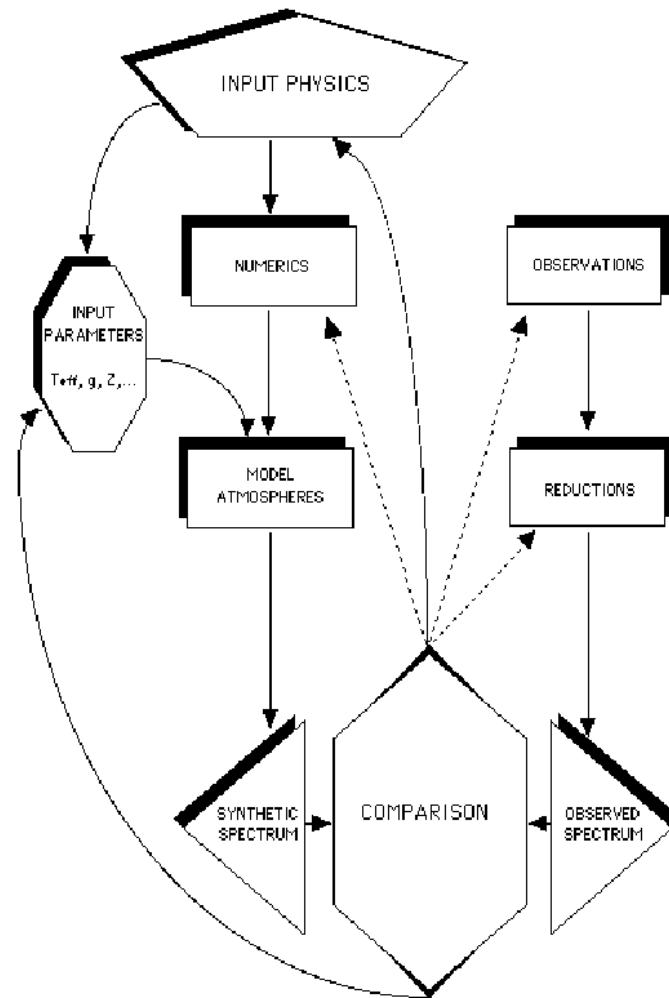 INPUT PHYSICS
NUMERICS
OBSERVATIONS
INPUT
PARAMETERS
Teff, g, Z,...
MODEL
ATMOSPHERES
REDUCTIONS
SYNTHETIC
SPECTRUM
COMPARISON
OBSERVED
SPECTRUM